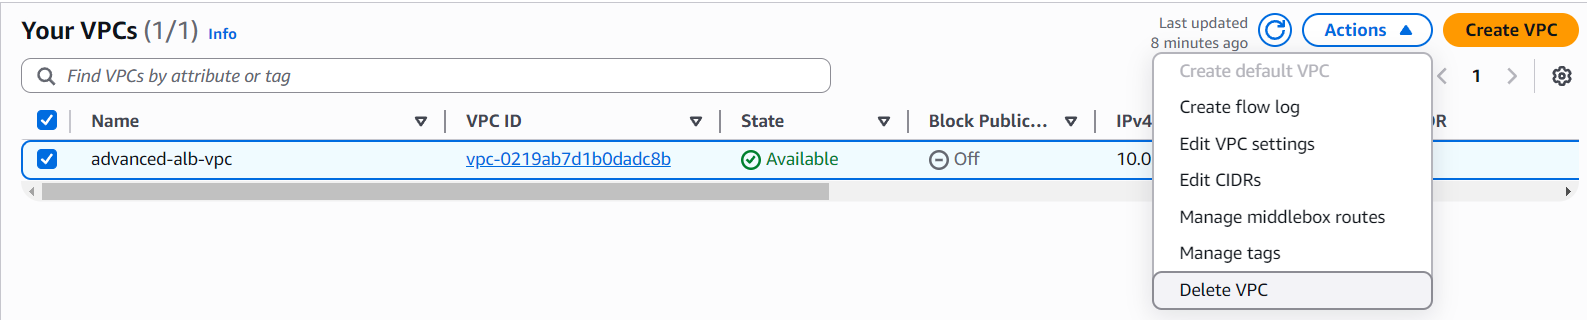 Your VPCs (1/1) Info
Last updated
8 minutes ago
Actions
Create VPC
Find VPCs by attribute or tag
1
Name
VPC ID
State
Block Public...
IPv4
advanced-alb-vpc
vpc-0219ab7d1b0dadc8b
Available
Off
10.0
Create default VPC
Create flow log
Edit VPC settings
Edit CIDRs
Manage middlebox routes
Manage tags
Delete VPC